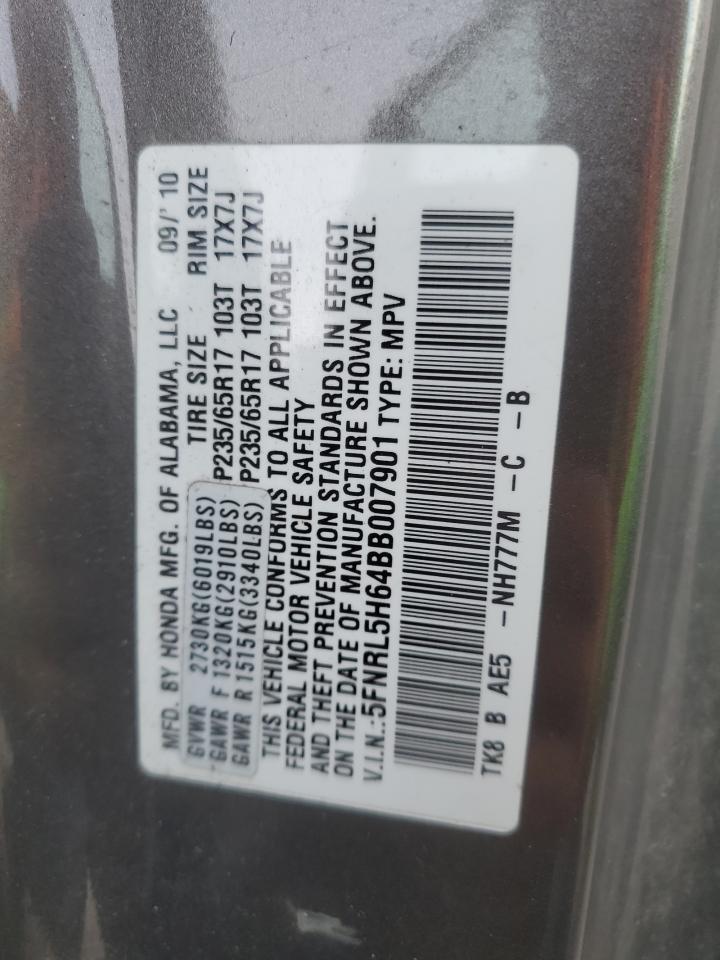 MFD. BY HONDA MFG. OF ALABAMA, LLC 09/'10
GVWR 2730KG(6019LBS) TIRE SIZE RIM SIZE
GAWR F 1320KG(2910LBS) P235/65R17 103T 17X7J
GAWR R 1515KG(3340LBS) P235/65R17 103T 17X7J
THIS VEHICLE CONFORMS TO ALL APPLICABLE
FEDERAL MOTOR VEHICLE SAFETY
AND THEFT PREVENTION STANDARDS IN EFFECT
ON THE DATE OF MANUFACTURE SHOWN ABOVE.
V.I.N.:5FNRL5H64BB007901 TYPE: MPV
TK8 B AE5 -NH777M -C -B